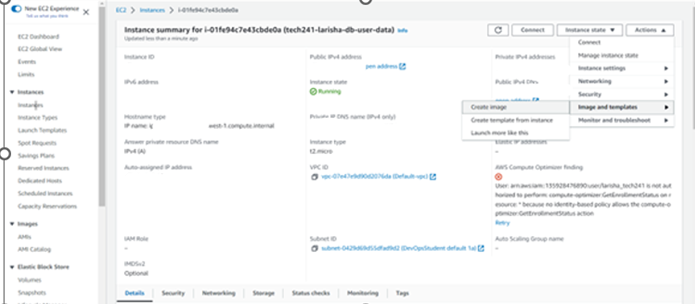 New EC2 Experience
Tell us what you think
EC2 Dashboard
EC2 Global View
Events
Limits
Instances
Instances
Instance Types
Launch Templates
Spot Requests
Savings Plans
Reserved Instances
Dedicated Hosts
Scheduled Instances
Capacity Reservations
Images
AMIs
AMI Catalog
Elastic Block Store
Volumes
Snapshots
EC2 > Instances > i-01fe94c7e43cbde0a
Instance summary for i-01fe94c7e43cbde0a (tech241-larisha-db-user-data) Info
Updated less than a minute ago
Connect
Instance state
Actions
Connect
Manage instance state
Instance settings
Networking
Security
Image and templates
Monitor and troubleshoot
Create image
Create template from instance
Launch more like this
Instance ID
Public IPv4 address
open address
Private IPv4 addresses
IPv6 address
Instance state
Running
Public IPv4
Hostname type
IP name:
west-1.compute.internal
Private IP DNS name (IPv4 only)
Answer private resource DNS name
IPv4 (A)
Instance type
t2.micro
Auto-assigned IP address
–
VPC ID
vpc-07e47e9d90d2076da (Default-vpc)
AWS Compute Optimizer finding
User: arn:aws:iam::135928476890:user/larisha_tech241 is not aut
horized to perform: compute-optimizer:GetEnrollmentStatus on r
esource: * because no identity-based policy allows the compute-o
ptimizer:GetEnrollmentStatus action
Retry
IAM Role
–
Subnet ID
subnet-0429d69d55dfad9d2 (DevOpsStudent default 1a)
Auto Scaling Group name
–
IMDSv2
Optional
Details
Security
Networking
Storage
Status checks
Monitoring
Tags